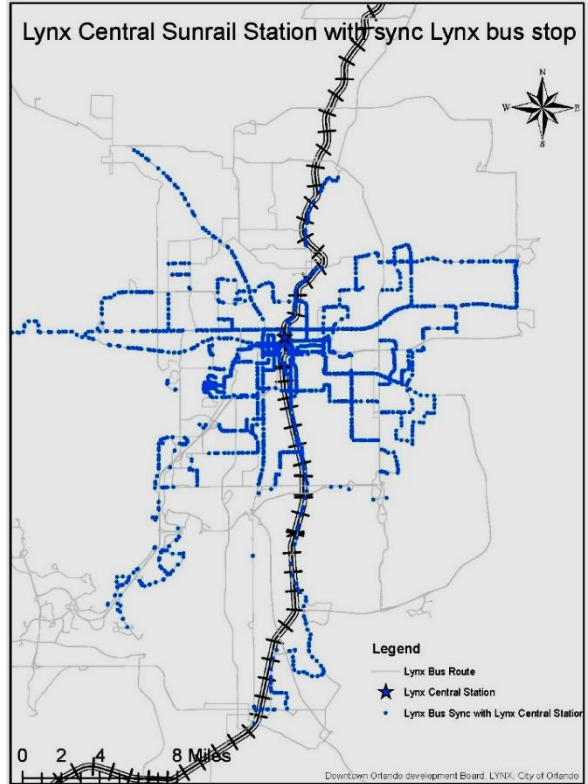 Lynx Central Sunrail Station with sync Lynx bus stop
N
W E
S
Legend
Lynx Bus Route
Lynx Central Station
Lynx Bus Sync with Lynx Central Station
0 2 4 8 Miles
Downtown Orlando development Board, LYNX, City of Orlando